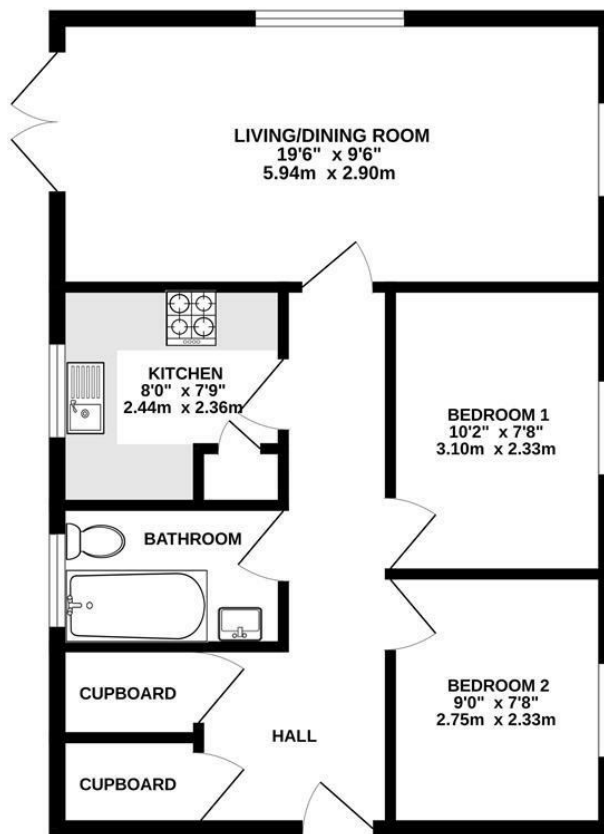 LIVING/DINING ROOM
19'6" x 9'6"
5.94m x 2.90m
KITCHEN
8'0" x 7'9"
2.44m x 2.36m
BEDROOM 1
10'2" x 7'8"
3.10m x 2.33m
BATHROOM
CUPBOARD
BEDROOM 2
9'0" x 7'8"
2.75m x 2.33m
HALL
CUPBOARD